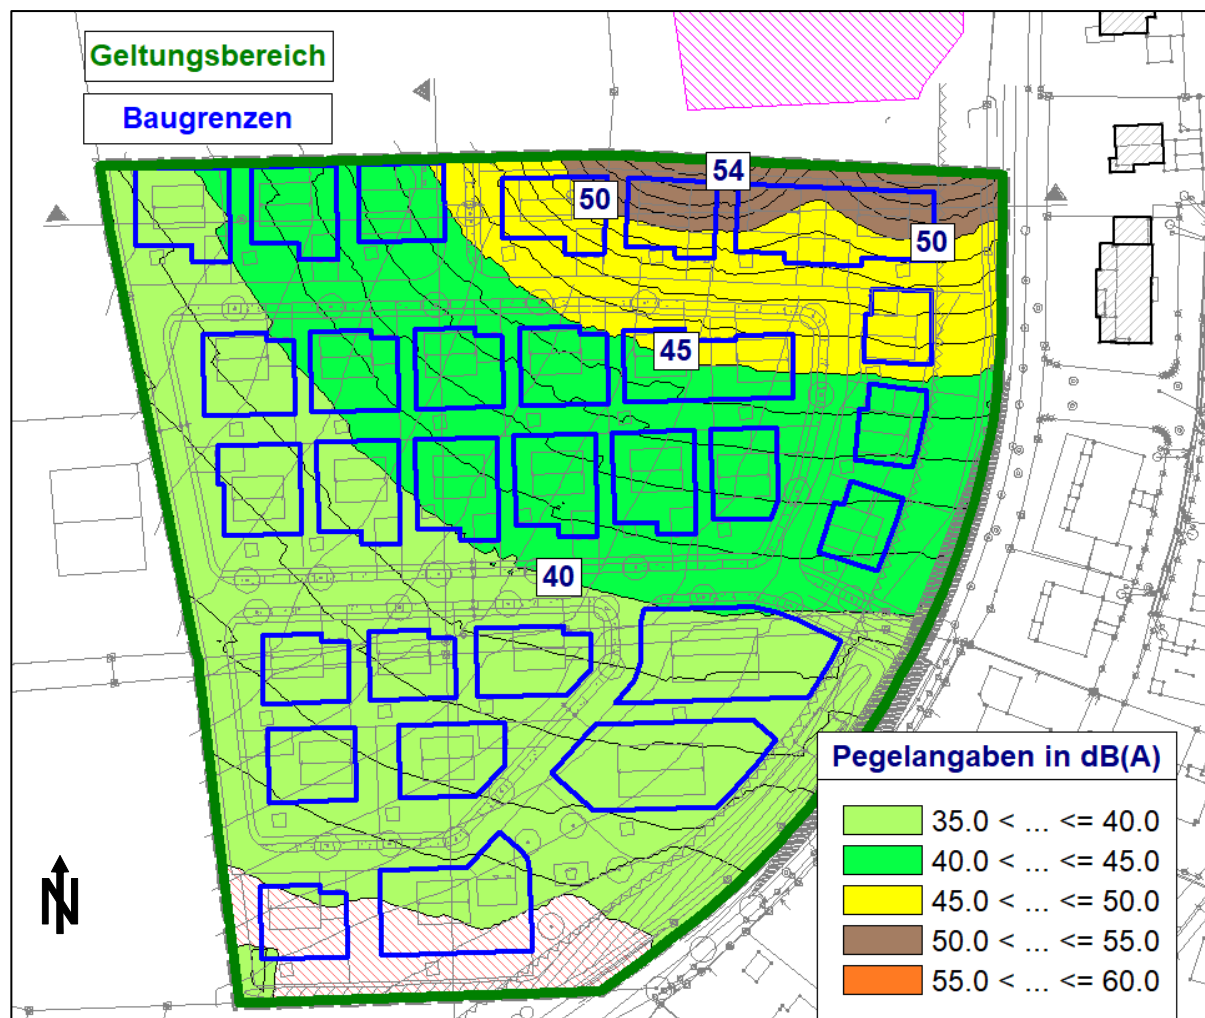 Geltungsbereich
Baugrenzen
54
50
50
45
40
N
Pegelangaben in dB(A)
35.0 < ... <= 40.0
40.0 < ... <= 45.0
45.0 < ... <= 50.0
50.0 < ... <= 55.0
55.0 < ... <= 60.0